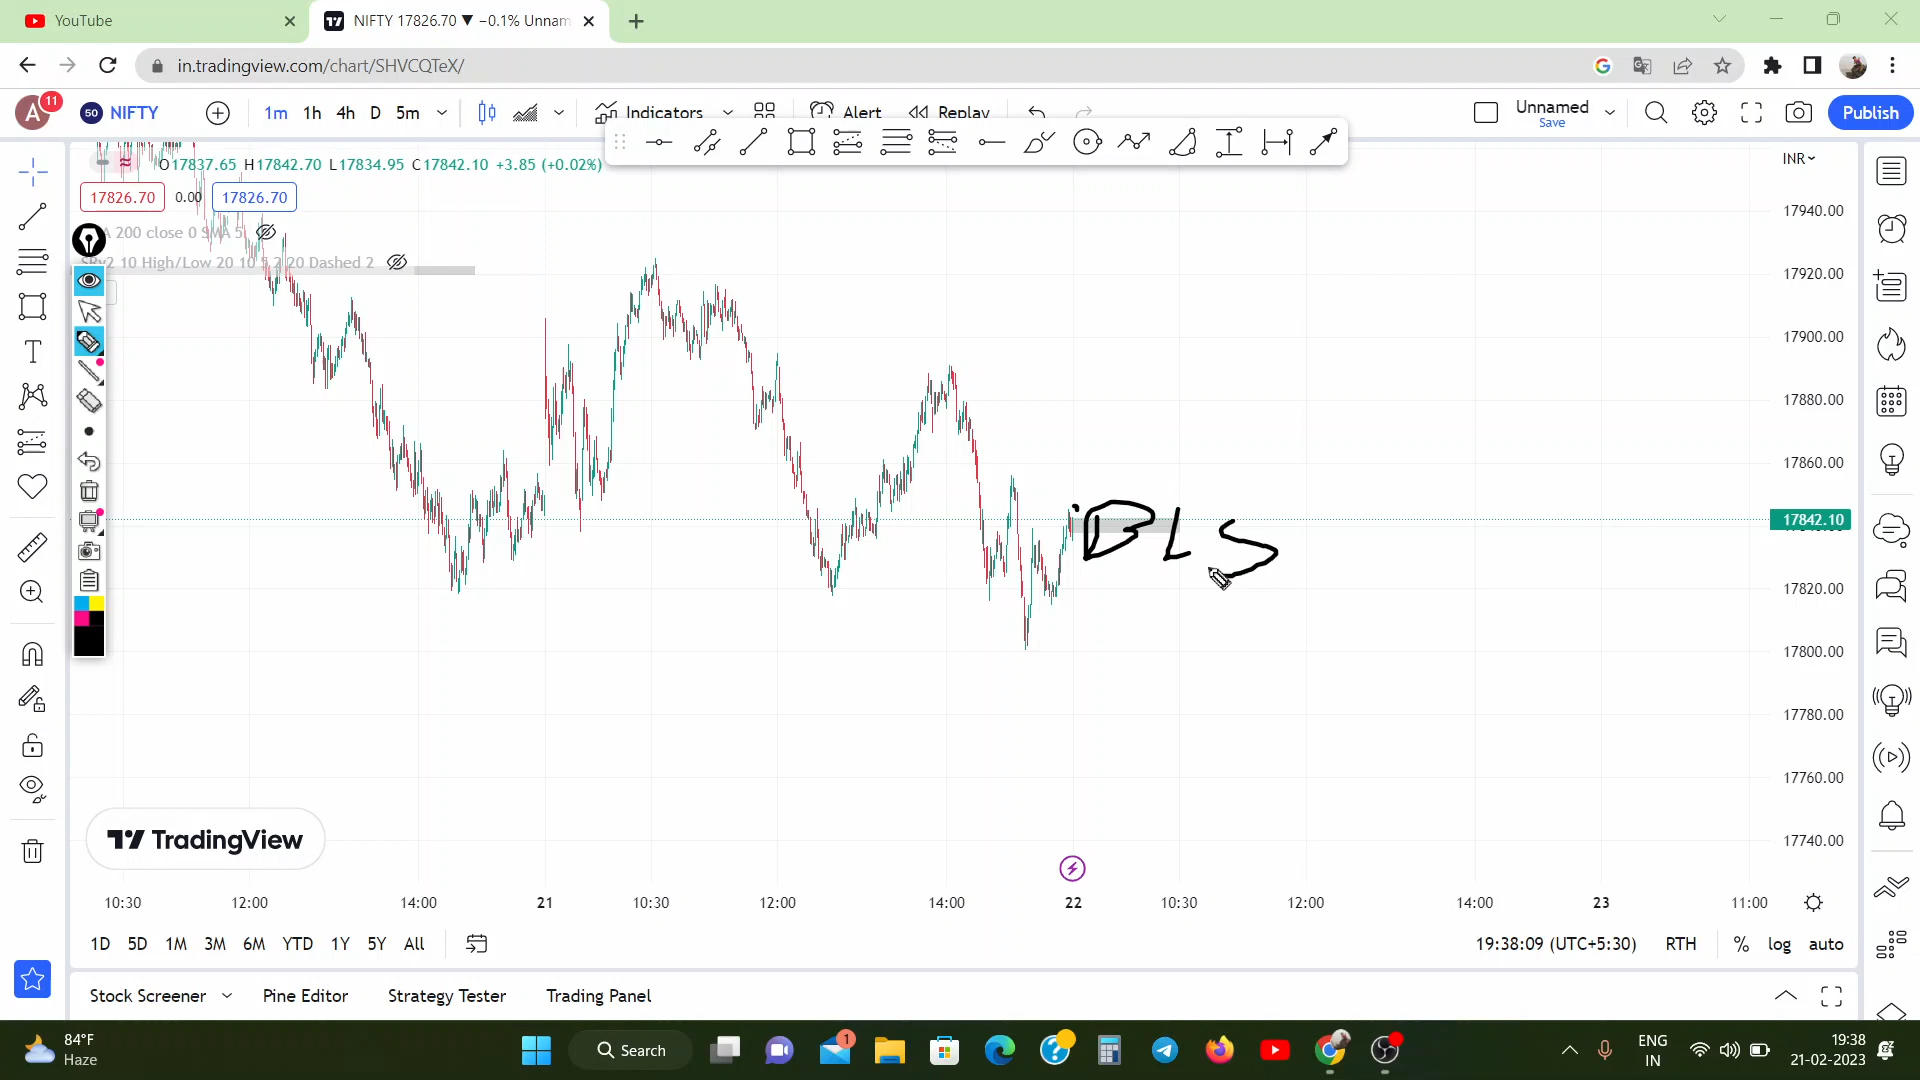 YouTube
NIFTY 17826.70 ▼ −0.1% Unnam
in.tradingview.com/chart/SHVCQTeX/
A 11 50 NIFTY 1m 1h 4h D 5m Indicators Alert Replay Unnamed Save Publish
O17837.65 H17842.70 L17834.95 C17842.10 +3.85 (+0.02%)
INR
17826.70 0.00 17826.70
A 200 close 0 SMA 5
SRv2 10 High/Low 20 10 5 2 20 Dashed 2
17940.00
17920.00
17900.00
17880.00
17860.00
17842.10
17820.00
17800.00
17780.00
17760.00
17740.00
DLS
TradingView
10:30 12:00 14:00 21 10:30 12:00 14:00 22 10:30 12:00 14:00 23 11:00
1D 5D 1M 3M 6M YTD 1Y 5Y All 19:38:09 (UTC+5:30) RTH % log auto
Stock Screener Pine Editor Strategy Tester Trading Panel
84°F
Haze
Search
1
ENG
IN
19:38
21-02-2023